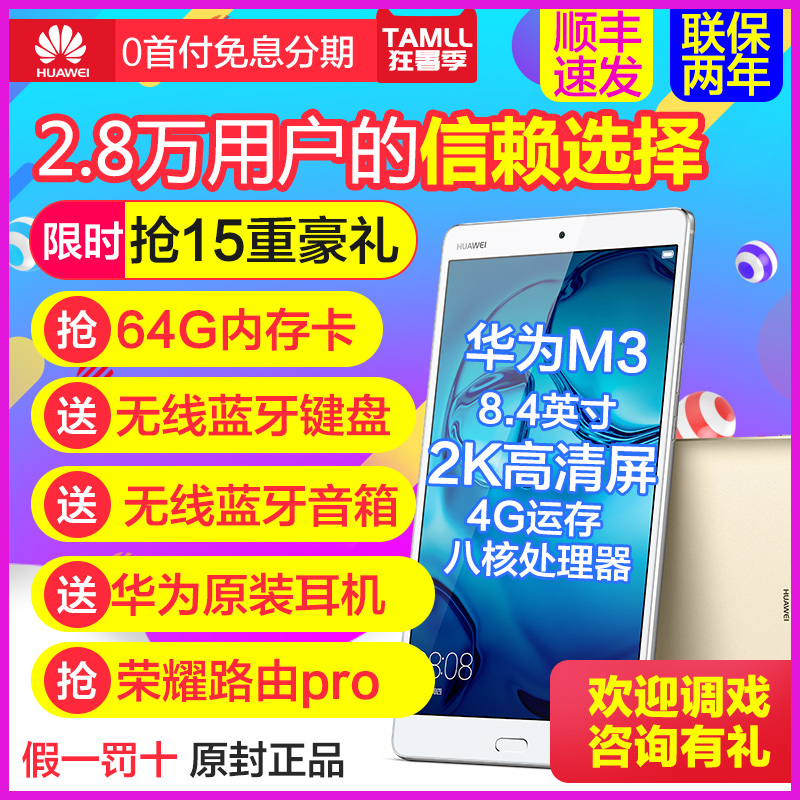 HUAWEI
0首付免息分期
TAMLL
狂暑季
顺丰
速发
联保
两年
2.8万用户的信赖选择
限时 抢15重豪礼
抢 64G内存卡
送 无线蓝牙键盘
送 无线蓝牙音箱
送 华为原装耳机
抢 荣耀路由pro
假一罚十 原封正品
HUAWEI
华为M3
8.4英寸
2K高清屏
4G运存
八核处理器
8:08
HUAWEI
欢迎调戏
咨询有礼